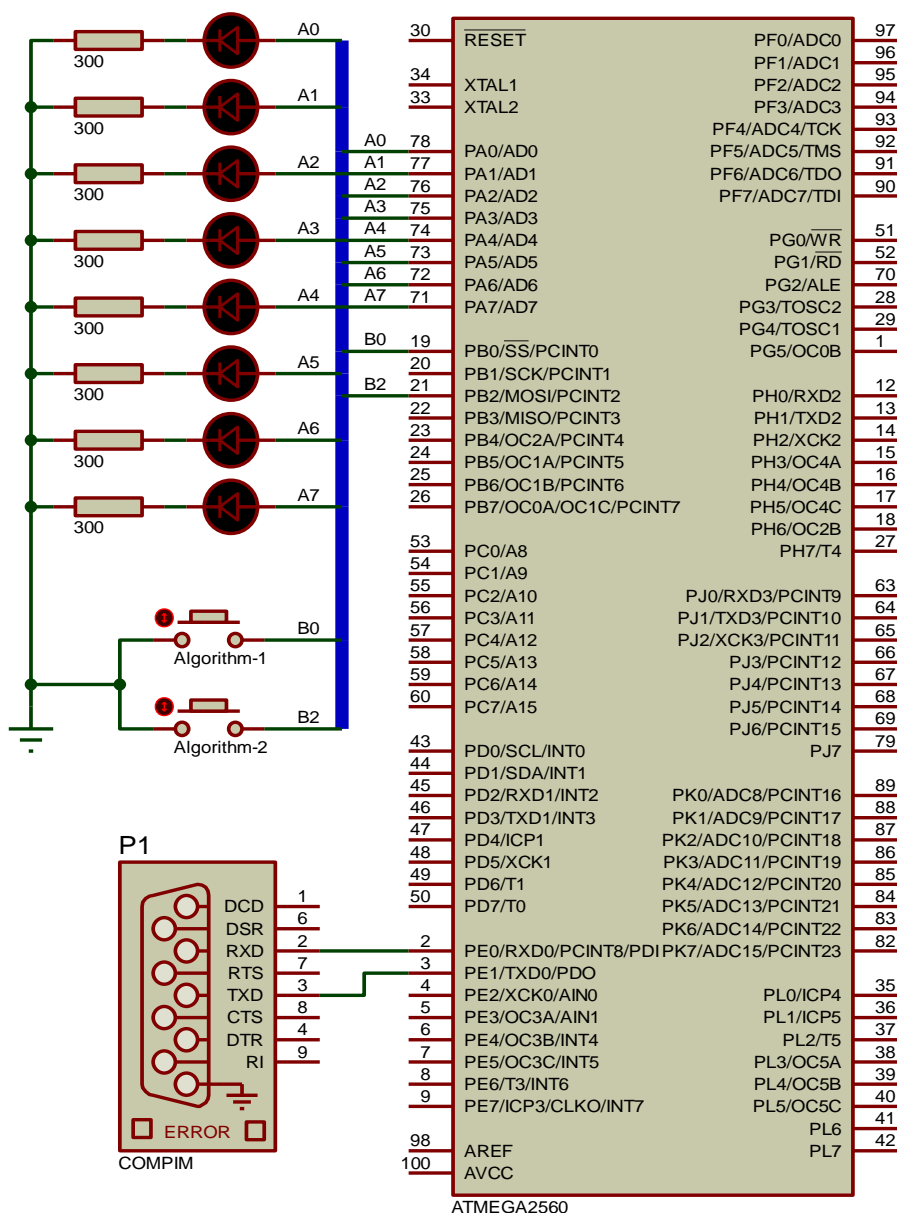 A0
300
A1
300
A2
300
A3
300
A4
300
A5
300
A6
300
A7
300
B0
Algorithm-1
B2
Algorithm-2
A0 78
A1 77
A2 76
A3 75
A4 74
A5 73
A6 72
A7 71
B0 19
20
B2 21
22
23
24
25
26
30 RESET
34 XTAL1
33 XTAL2
PA0/AD0
PA1/AD1
PA2/AD2
PA3/AD3
PA4/AD4
PA5/AD5
PA6/AD6
PA7/AD7
PB0/SS/PCINT0
PB1/SCK/PCINT1
PB2/MOSI/PCINT2
PB3/MISO/PCINT3
PB4/OC2A/PCINT4
PB5/OC1A/PCINT5
PB6/OC1B/PCINT6
PB7/OC0A/OC1C/PCINT7
53 PC0/A8
54 PC1/A9
55 PC2/A10
56 PC3/A11
57 PC4/A12
58 PC5/A13
59 PC6/A14
60 PC7/A15
43 PD0/SCL/INT0
44 PD1/SDA/INT1
45 PD2/RXD1/INT2
46 PD3/TXD1/INT3
47 PD4/ICP1
48 PD5/XCK1
49 PD6/T1
50 PD7/T0
2 PE0/RXD0/PCINT8/PDI
3 PE1/TXD0/PDO
4 PE2/XCK0/AIN0
5 PE3/OC3A/AIN1
6 PE4/OC3B/INT4
7 PE5/OC3C/INT5
8 PE6/T3/INT6
9 PE7/ICP3/CLKO/INT7
98 AREF
100 AVCC
PF0/ADC0 97
PF1/ADC1 96
PF2/ADC2 95
PF3/ADC3 94
PF4/ADC4/TCK 93
PF5/ADC5/TMS 92
PF6/ADC6/TDO 91
PF7/ADC7/TDI 90
PG0/WR 51
PG1/RD 52
PG2/ALE 70
PG3/TOSC2 28
PG4/TOSC1 29
PG5/OC0B 1
PH0/RXD2 12
PH1/TXD2 13
PH2/XCK2 14
PH3/OC4A 15
PH4/OC4B 16
PH5/OC4C 17
PH6/OC2B 18
PH7/T4 27
PJ0/RXD3/PCINT9 63
PJ1/TXD3/PCINT10 64
PJ2/XCK3/PCINT11 65
PJ3/PCINT12 66
PJ4/PCINT13 67
PJ5/PCINT14 68
PJ6/PCINT15 69
PJ7 79
PK0/ADC8/PCINT16 89
PK1/ADC9/PCINT17 88
PK2/ADC10/PCINT18 87
PK3/ADC11/PCINT19 86
PK4/ADC12/PCINT20 85
PK5/ADC13/PCINT21 84
PK6/ADC14/PCINT22 83
PK7/ADC15/PCINT23 82
PL0/ICP4 35
PL1/ICP5 36
PL2/T5 37
PL3/OC5A 38
PL4/OC5B 39
PL5/OC5C 40
PL6 41
PL7 42
ATMEGA2560
P1
DCD 1
DSR 6
RXD 2
RTS 7
TXD 3
CTS 8
DTR 4
RI 9
ERROR
COMPIM